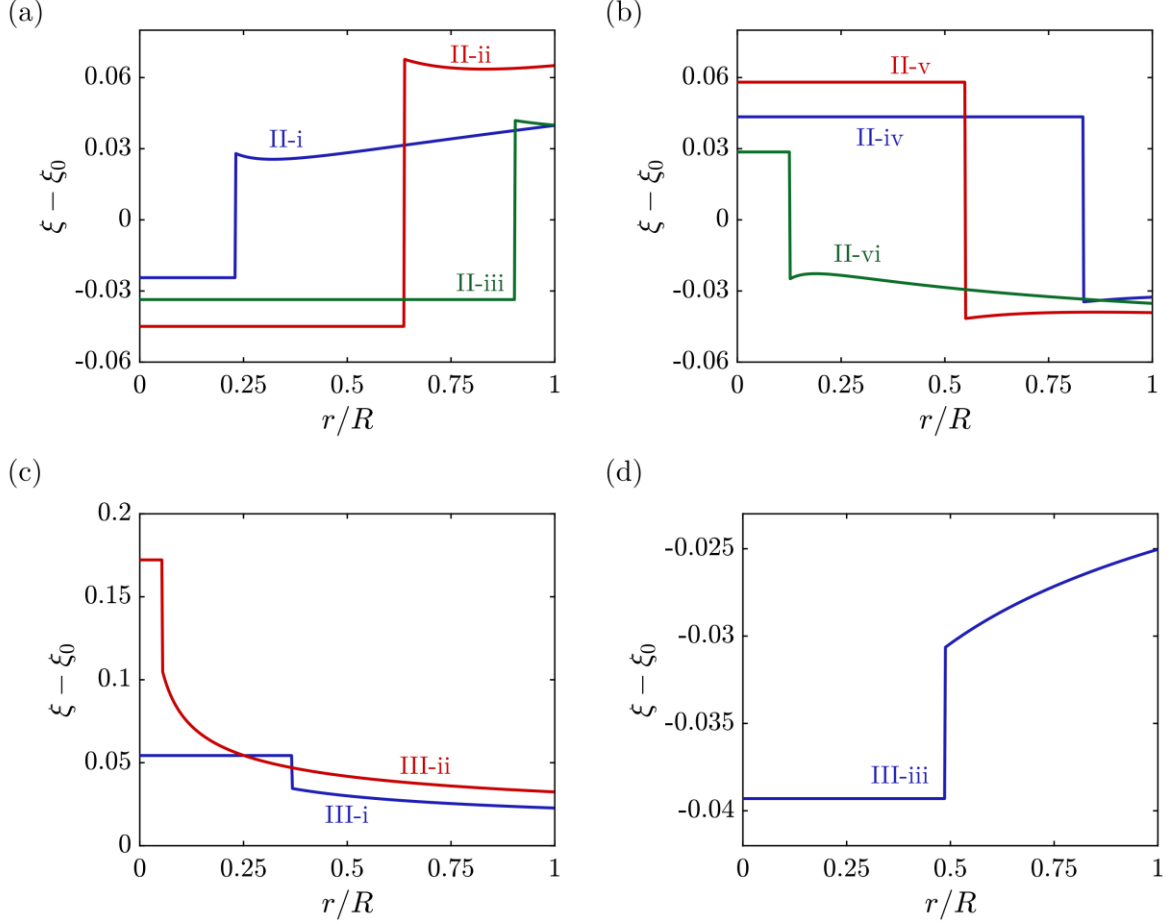 (a)
ξ − ξ₀
0.06
0.03
0
-0.03
-0.06
II-i
II-ii
II-iii
0 0.25 0.5 0.75 1
r/R
(b)
ξ − ξ₀
0.06
0.03
0
-0.03
-0.06
II-v
II-iv
II-vi
0 0.25 0.5 0.75 1
r/R
(c)
ξ − ξ₀
0.2
0.15
0.1
0.05
0
III-ii
III-i
0 0.25 0.5 0.75 1
r/R
(d)
ξ − ξ₀
-0.025
-0.03
-0.035
-0.04
III-iii
0 0.25 0.5 0.75 1
r/R